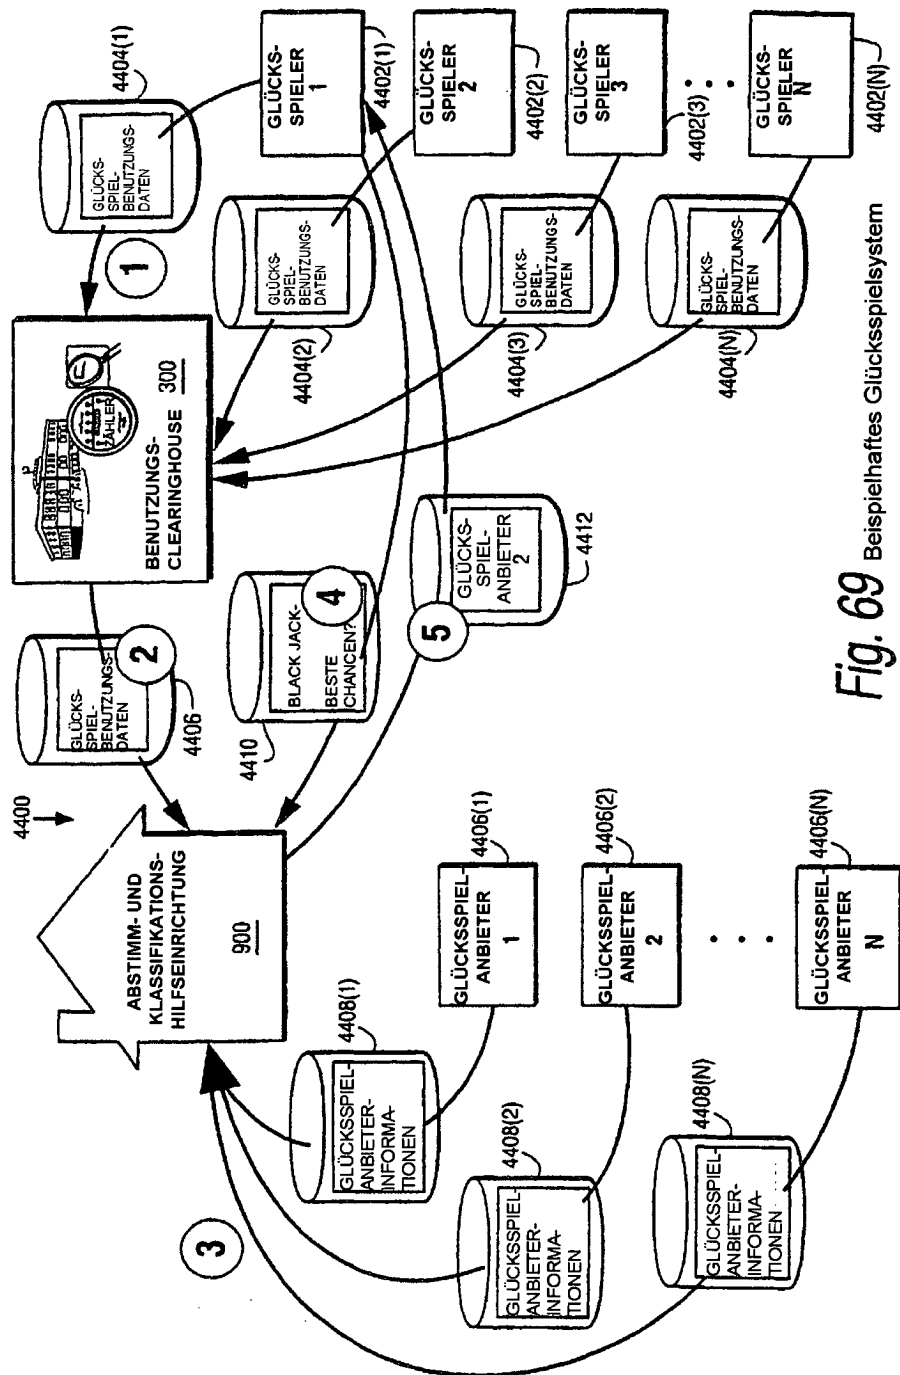 4400
ABSTIMM- UND
KLASSIFIKATIONS-
HILFSEINRICHTUNG
900
2
GLÜCKS-
SPIEL-
BENUTZUNGS-
DATEN
4406
BENUTZUNGS-
CLEARINGHOUSE
300
ZÄHLER
1
GLÜCKS-
SPIEL-
BENUTZUNGS-
DATEN
4404(1)
GLÜCKS-
SPIELER
1
4402(1)
GLÜCKS-
SPIEL-
BENUTZUNGS-
DATEN
4404(2)
GLÜCKS-
SPIELER
2
4402(2)
GLÜCKS-
SPIEL-
BENUTZUNGS-
DATEN
4404(3)
GLÜCKS-
SPIELER
3
4402(3)
GLÜCKS-
SPIEL-
BENUTZUNGS-
DATEN
4404(N)
GLÜCKS-
SPIELER
N
4402(N)
4410
BLACK JACK-
BESTE
CHANCEN?
4
5
GLÜCKS-
SPIEL-
ANBIETER
2
4412
3
GLÜCKSSPIEL-
ANBIETER-
INFORMA-
TIONEN
4408(1)
GLÜCKSSPIEL-
ANBIETER
1
4406(1)
GLÜCKSSPIEL-
ANBIETER-
INFORMA-
TIONEN
4408(2)
GLÜCKSSPIEL-
ANBIETER
2
4406(2)
GLÜCKSSPIEL-
ANBIETER-
INFORMA-
TIONEN
4408(N)
GLÜCKSSPIEL-
ANBIETER
N
4406(N)
Fig. 69 Beispielhaftes Glücksspielsystem